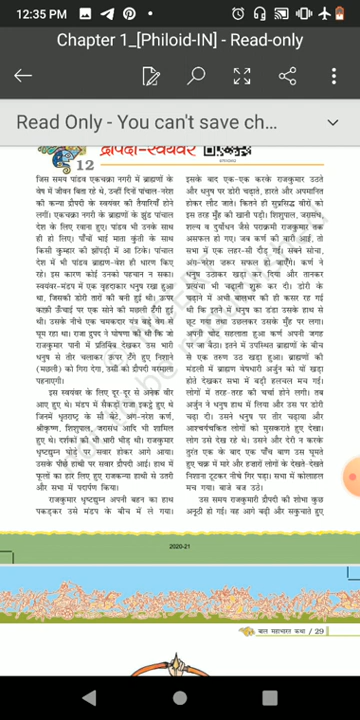 12:35 PM
Chapter 1_[Philoid-IN] - Read-only
Read Only - You can't save ch...
द्रौपदी-स्वयंवर
12
जिस समय पांडव एकचक्रा नगरी में ब्राह्मणों के
वेष में जीवन बिता रहे थे, उन्हीं दिनों पांचाल-नरेश
की कन्या द्रौपदी के स्वयंवर की तैयारियाँ होने
लगीं। एकचक्रा नगरी के ब्राह्मणों के झुंड पांचाल
देश के लिए रवाना हुए। पांडव भी उनके साथ
ही हो लिए। पाँचों भाई माता कुंती के साथ
किसी कुम्हार की झोंपड़ी में आ टिके। पांचाल
देश में भी पांडव ब्राह्मण-वेश ही धारण किए
रहे। इस कारण कोई उनको पहचान न सका।
स्वयंवर-मंडप में एक वृहदाकार धनुष रखा हुआ
था, जिसकी डोरी तारों की बनी हुई थी। ऊपर
काफ़ी ऊँचाई पर एक सोने की मछली टँगी हुई
थी। उसके नीचे एक चमकदार यंत्र बड़े वेग से
घूम रहा था। राजा द्रुपद ने घोषणा की थी कि जो
राजकुमार पानी में प्रतिबिंब देखकर उस भारी
धनुष से तीर चलाकर ऊपर टँगे हुए निशाने
(मछली) को गिरा देगा, उसी को द्रौपदी वरमाला
पहनाएगी।
इस स्वयंवर के लिए दूर-दूर से अनेक वीर
आए हुए थे। मंडप में सैकड़ों राजा इकट्ठे हुए थे
जिनमें धृतराष्ट्र के सौ बेटे, अंग-नरेश कर्ण,
श्रीकृष्ण, शिशुपाल, जरासंध आदि भी शामिल
हुए थे। दर्शकों की भी भारी भीड़ थी। राजकुमार
धृष्टद्युम्न घोड़े पर सवार होकर आगे आया।
उसके पीछे हाथी पर सवार द्रौपदी आई। हाथ में
फूलों का हार लिए हुए राजकन्या हाथी से उतरी
और सभा में पदार्पण किया।
राजकुमार धृष्टद्युम्न अपनी बहन का हाथ
पकड़कर उसे मंडप के बीच में ले गया।
इसके बाद एक-एक करके राजकुमार उठते
और धनुष पर डोरी चढ़ाते, हारते और अपमानित
होकर लौट जाते। कितने ही सुप्रसिद्ध वीरों को
इस तरह मुँह की खानी पड़ी। शिशुपाल, जरासंध,
शल्य व दुर्योधन जैसे पराक्रमी राजकुमार तक
असफल हो गए। जब कर्ण की बारी आई, तो
सभा में एक लहर-सी दौड़ गई। सबने सोचा,
अंग-नरेश ज़रूर सफल हो जाएँगे। कर्ण ने
धनुष उठाकर खड़ा कर दिया और तानकर
प्रत्यंचा भी चढ़ानी शुरू कर दी। डोरी के
चढ़ाने में अभी बालभर की ही कसर रह गई
थी कि इतने में धनुष का डंडा उसके हाथ से
छूट गया तथा उछलकर उसके मुँह पर लगा।
अपनी चोट सहलाता हुआ कर्ण अपनी जगह
पर जा बैठा। इतने में उपस्थित ब्राह्मणों के बीच
से एक तरुण उठ खड़ा हुआ। ब्राह्मणों की
मंडली में ब्राह्मण वेषधारी अर्जुन को यों खड़ा
होते देखकर सभा में बड़ी हलचल मच गई।
लोगों में तरह-तरह की चर्चा होने लगी। तब
अर्जुन ने धनुष हाथ में लिया और उस पर डोरी
चढ़ा दी। उसने धनुष पर तीर चढ़ाया और
आश्चर्यचकित लोगों को मुसकराते हुए देखा।
लोग उसे देख रहे थे। उसने और देरी न करके
तुरंत एक के बाद एक पाँच बाण उस घूमते
हुए चक्र में मारे और हज़ारों लोगों के देखते-देखते
निशाना टूटकर नीचे गिर पड़ा। सभा में कोलाहल
मच गया। बाजे बज उठे।
उस समय राजकुमारी द्रौपदी की शोभा कुछ
अनूठी हो गई। वह आगे बढ़ी और सकुचाते हुए
2020-21
बाल महाभारत कथा / 29